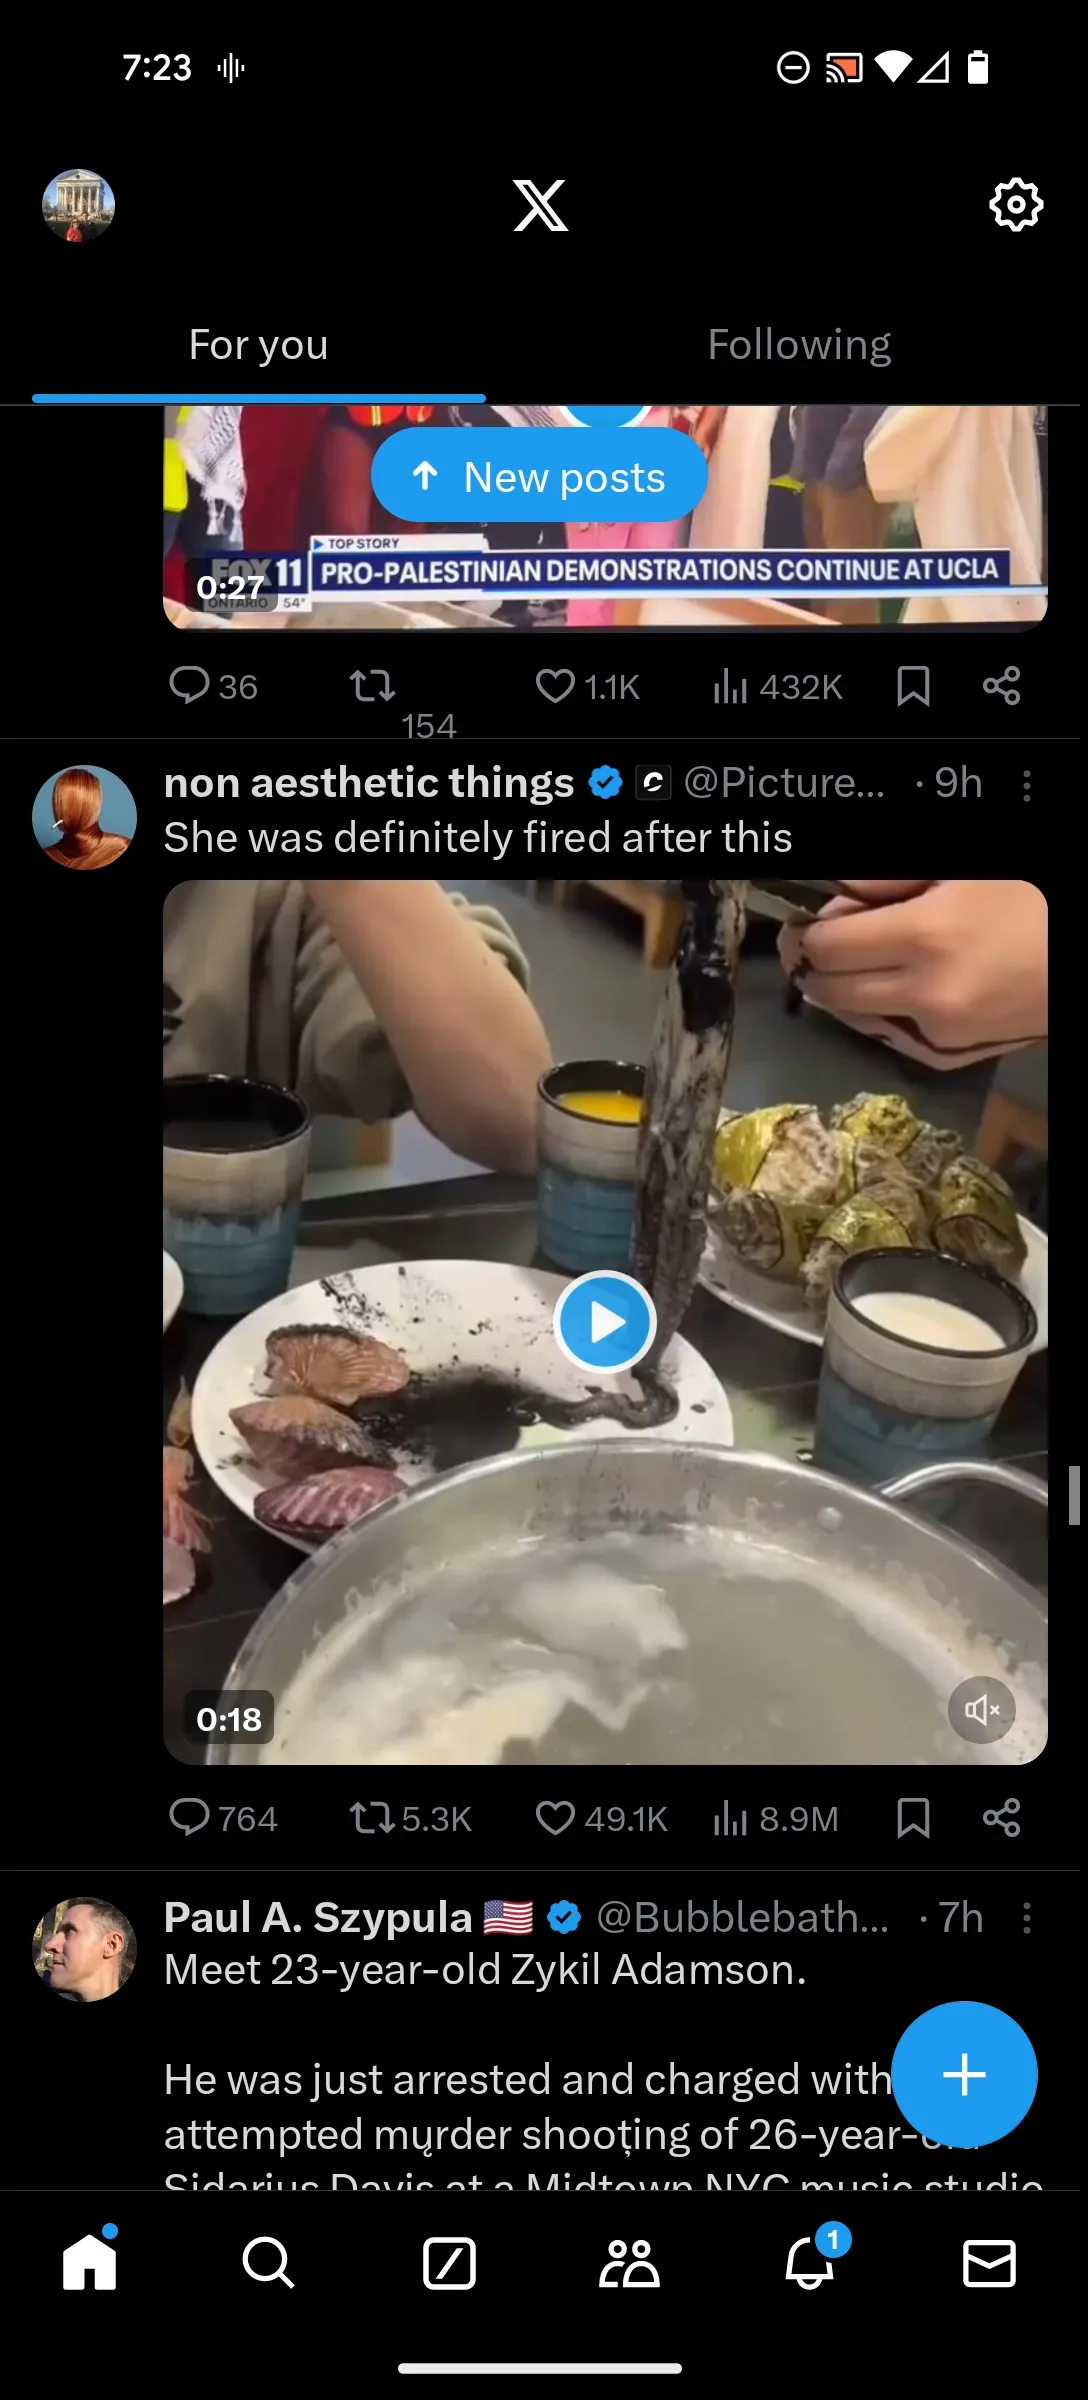 7:23
For you
Following
New posts
TOP STORY
FOX 11
PRO-PALESTINIAN DEMONSTRATIONS CONTINUE AT UCLA
0:27
ONTARIO 54°
36
154
1.1K
432K
non aesthetic things @Picture... · 9h
She was definitely fired after this
0:18
764
5.3K
49.1K
8.9M
Paul A. Szypula @Bubblebath... · 7h
Meet 23-year-old Zykil Adamson.
He was just arrested and charged with
attempted mụrder shooṭing of 26-year-old
Sidarius Davis at a Midtown NYC music studio
1